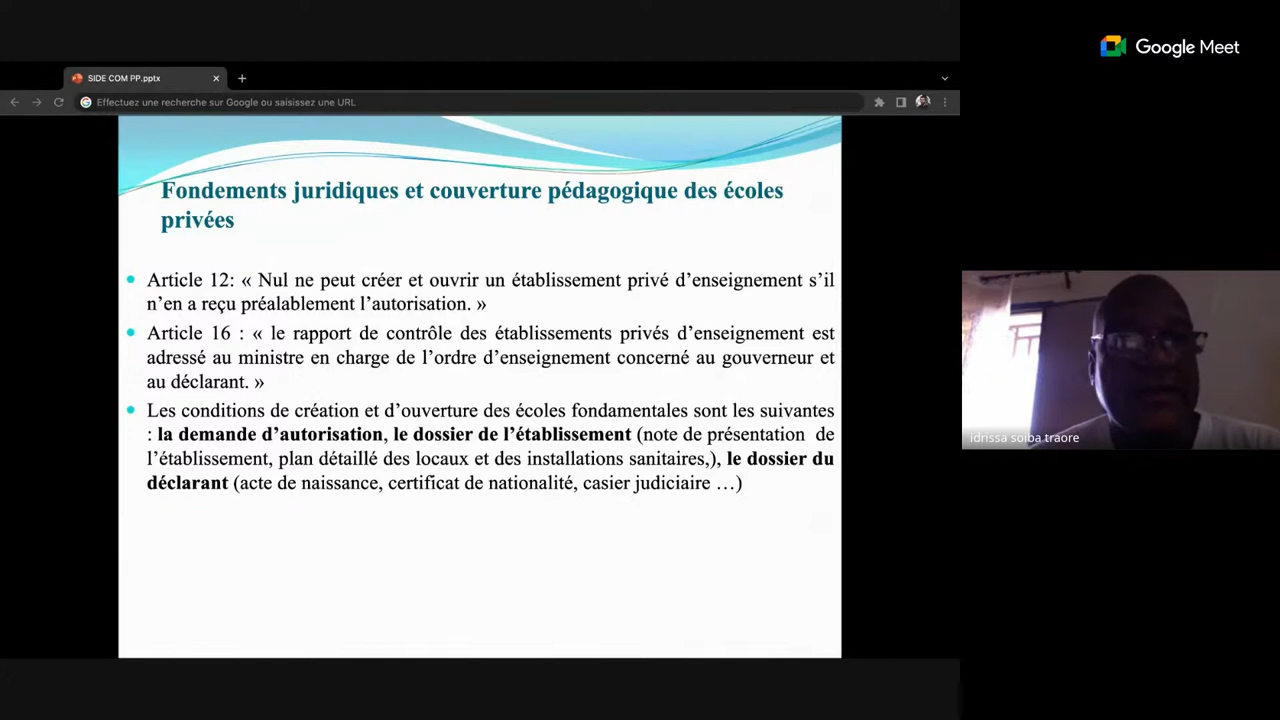 Google Meet
SIDE COM PP.pptx
Effectuez une recherche sur Google ou saisissez une URL
Fondements juridiques et couverture pédagogique des écoles
privées
Article 12: « Nul ne peut créer et ouvrir un établissement privé d’enseignement s’il
n’en a reçu préalablement l’autorisation. »
Article 16 : « le rapport de contrôle des établissements privés d’enseignement est
adressé au ministre en charge de l’ordre d’enseignement concerné au gouverneur et
au déclarant. »
Les conditions de création et d’ouverture des écoles fondamentales sont les suivantes
: la demande d’autorisation, le dossier de l’établissement (note de présentation de
l’établissement, plan détaillé des locaux et des installations sanitaires,), le dossier du
déclarant (acte de naissance, certificat de nationalité, casier judiciaire …)
idrissa soiba traore